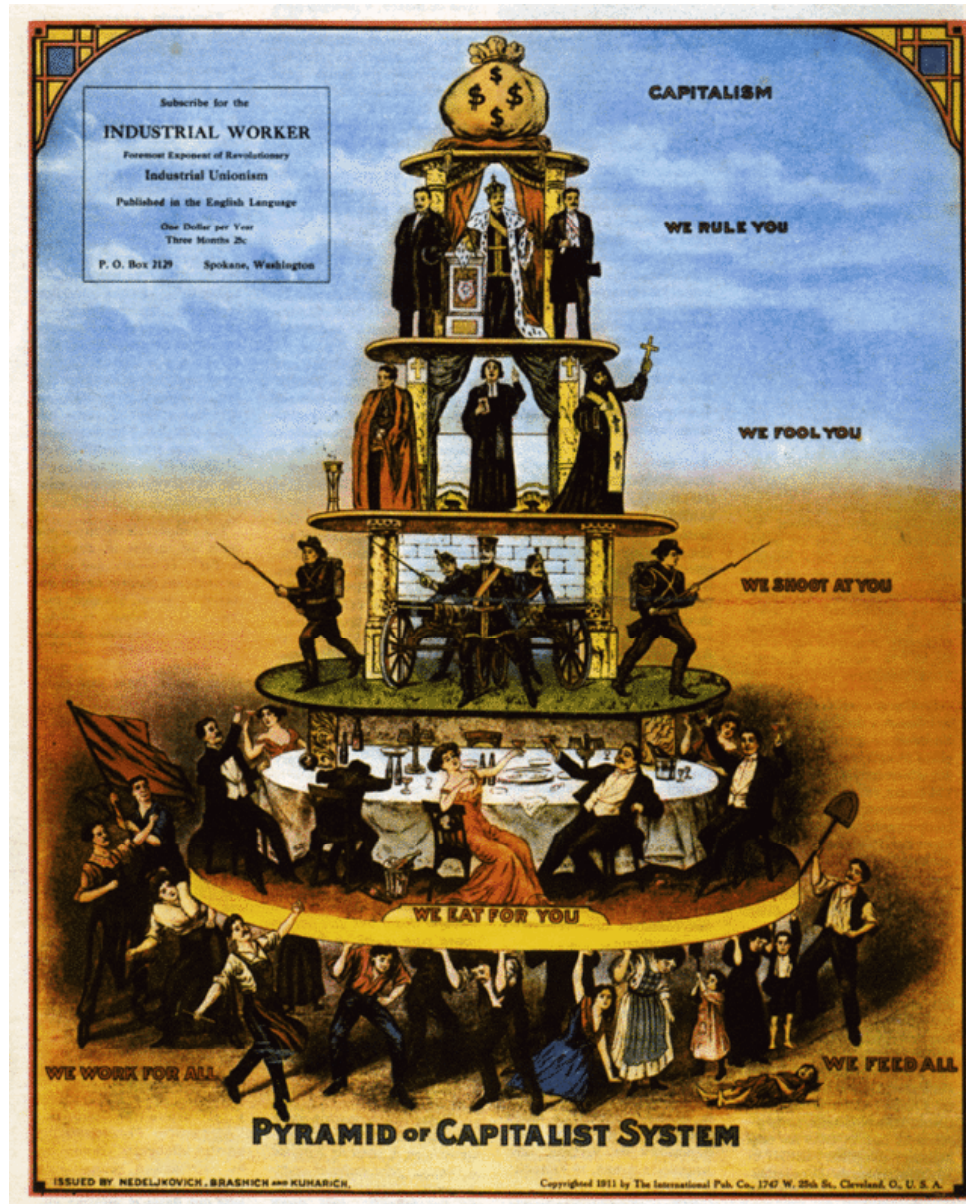 Subscribe for the
INDUSTRIAL WORKER
Foremost Exponent of Revolutionary
Industrial Unionism
Published in the English Language
One Dollar per Year
Three Months 25c
P. O. Box 2129 Spokane, Washington
$
$ $
$
CAPITALISM
WE RULE YOU
WE FOOL YOU
WE SHOOT AT YOU
WE EAT FOR YOU
WE WORK FOR ALL
WE FEED ALL
PYRAMID OF CAPITALIST SYSTEM
ISSUED BY NEDELJKOVICH, BRASHICH AND KUHARICH.
Copyrighted 1911 by The International Pub. Co., 1747 W. 25th St., Cleveland, O., U. S. A.